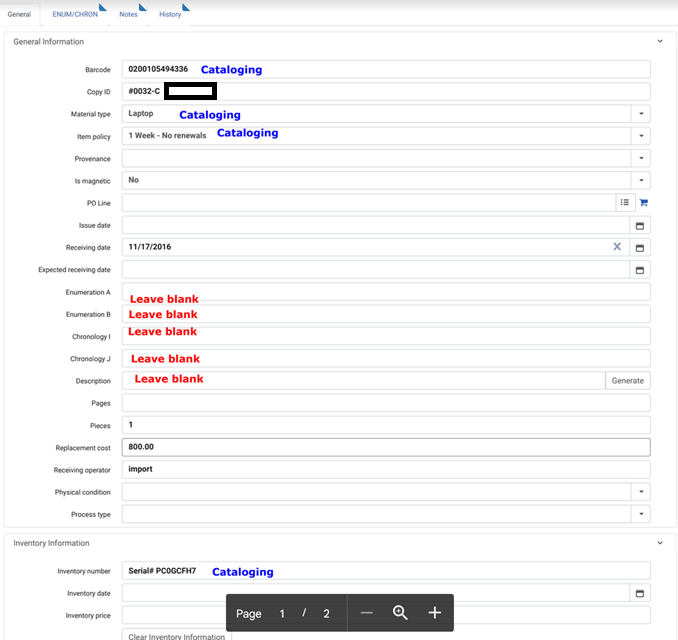 General ENUM/CHRON Notes History
General Information
Barcode 0200105494336 Cataloging
Copy ID #0032-C
Material type Laptop Cataloging
Item policy 1 Week - No renewals Cataloging
Provenance
Is magnetic No
PO Line
Issue date
Receiving date 11/17/2016
Expected receiving date
Enumeration A Leave blank
Enumeration B Leave blank
Chronology I Leave blank
Chronology J Leave blank
Description Leave blank Generate
Pages
Pieces 1
Replacement cost 800.00
Receiving operator import
Physical condition
Process type
Inventory Information
Inventory number Serial# PC0GCFH7 Cataloging
Inventory date
Page 1 / 2
Inventory price
Clear Inventory Information